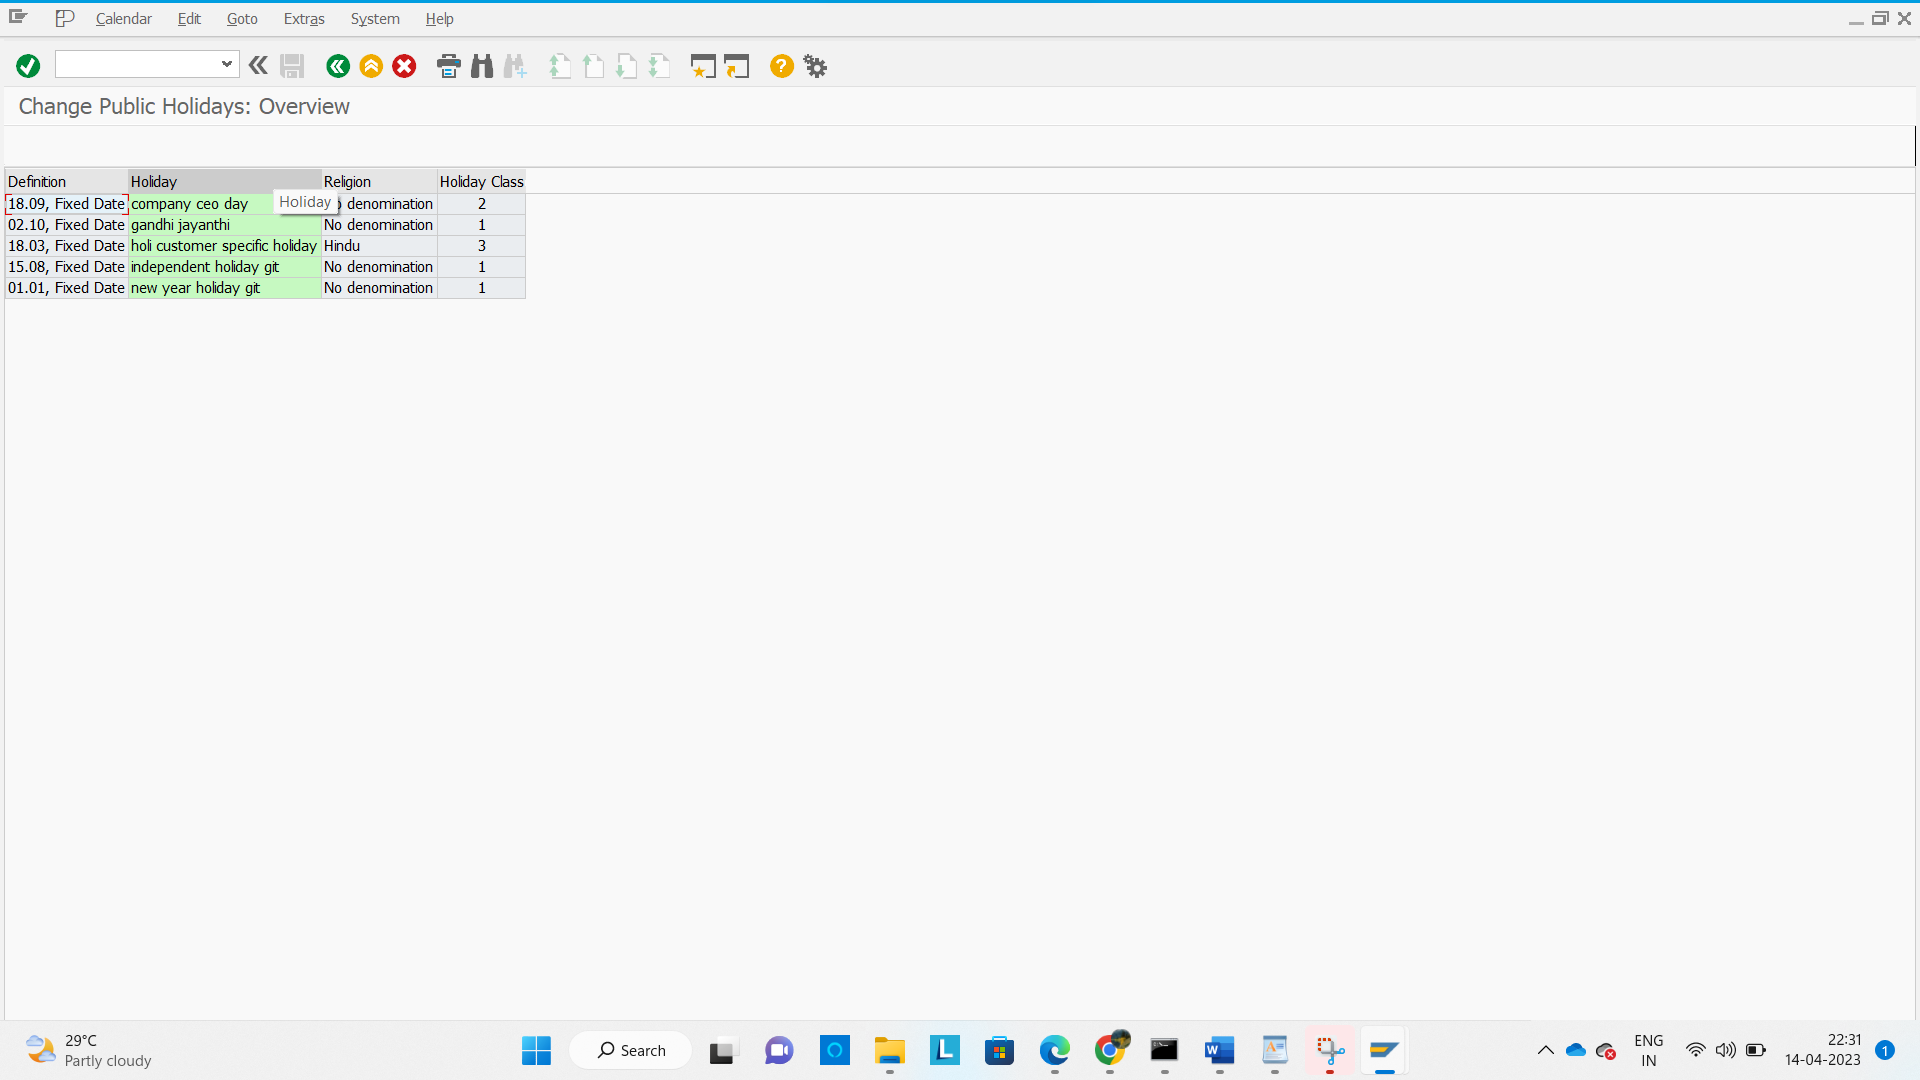 Calendar Edit Goto Extras System Help
Change Public Holidays: Overview
Definition Holiday Religion Holiday Class
18.09, Fixed Date company ceo day Holiday denomination 2
02.10, Fixed Date gandhi jayanthi No denomination 1
18.03, Fixed Date holi customer specific holiday Hindu 3
15.08, Fixed Date independent holiday git No denomination 1
01.01, Fixed Date new year holiday git No denomination 1
29°C
Partly cloudy
Search
ENG
IN
22:31
14-04-2023
1